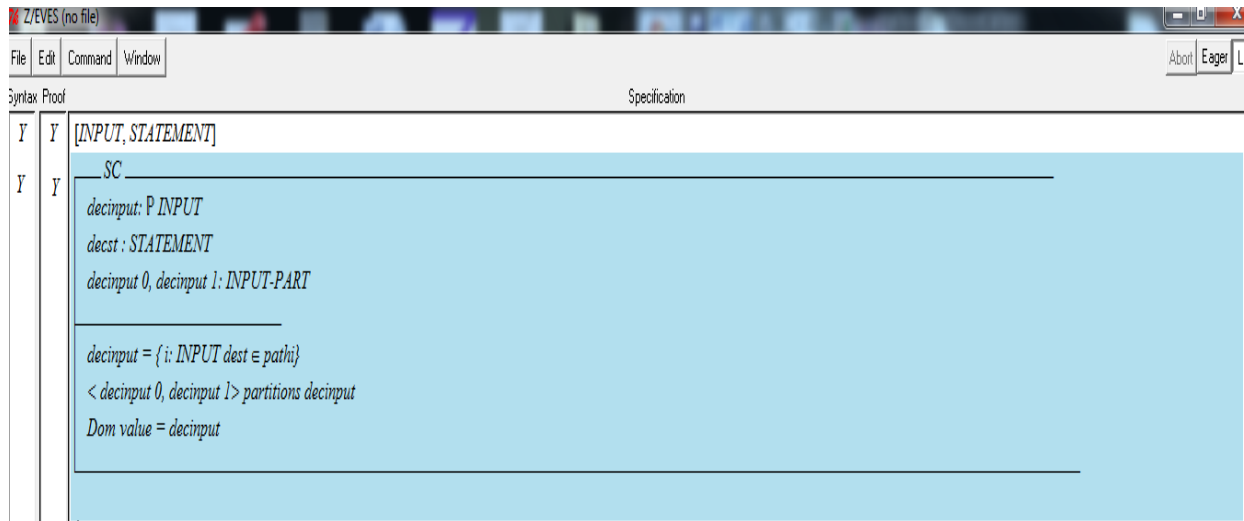 Z/EVES (no file)
File Edit Command Window Abort Eager L
Syntax Proof Specification
Y Y [INPUT, STATEMENT]
Y Y SC
decinput: ℙ INPUT
decst : STATEMENT
decinput 0, decinput 1: INPUT-PART
decinput = { i: INPUT dest ∈ pathi}
< decinput 0, decinput 1> partitions decinput
Dom value = decinput